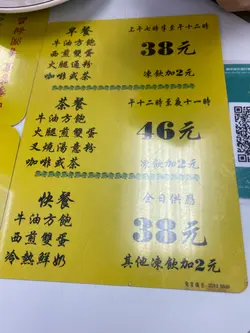 早餐
上午七時半至午十二時
牛油方飽
西煎雙蛋
火腿通粉
咖啡或茶
38元
凍飲加2元
茶餐
午十二時至夜十一時
牛油方飽
火腿煎雙蛋
叉燒湯意粉
咖啡或茶
46元
凍飲加2元
快餐
全日供應
牛油方飽
西煎雙蛋
冷熱鮮奶
38元
其他凍飲加2元